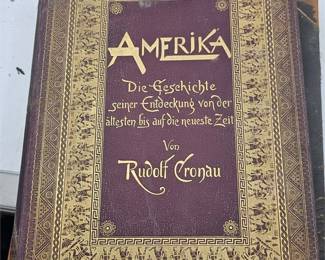 AMERIKA
Die Geschichte
seiner Entdeckung von der
ältesten bis auf die neueste Zeit
Von
Rudolf Cronau